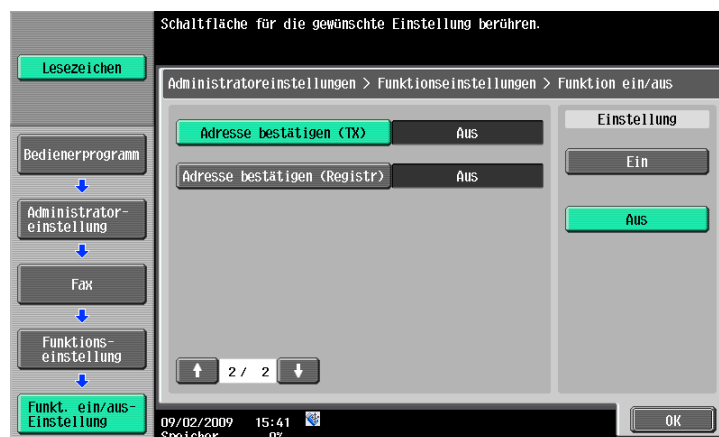 Schaltfläche für die gewünschte Einstellung berühren.
Lesezeichen
Administratoreinstellungen > Funktionseinstellungen > Funktion ein/aus
Adresse bestätigen (TX) Aus
Adresse bestätigen (Registr) Aus
Einstellung
Ein
Aus
Bedienerprogramm
Administrator-
einstellung
Fax
Funktions-
einstellung
Funkt. ein/aus-
Einstellung
2/ 2
09/02/2009 15:41
Speicher 0%
OK